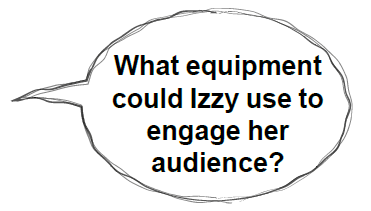 What equipment
could Izzy use to
engage her
audience?